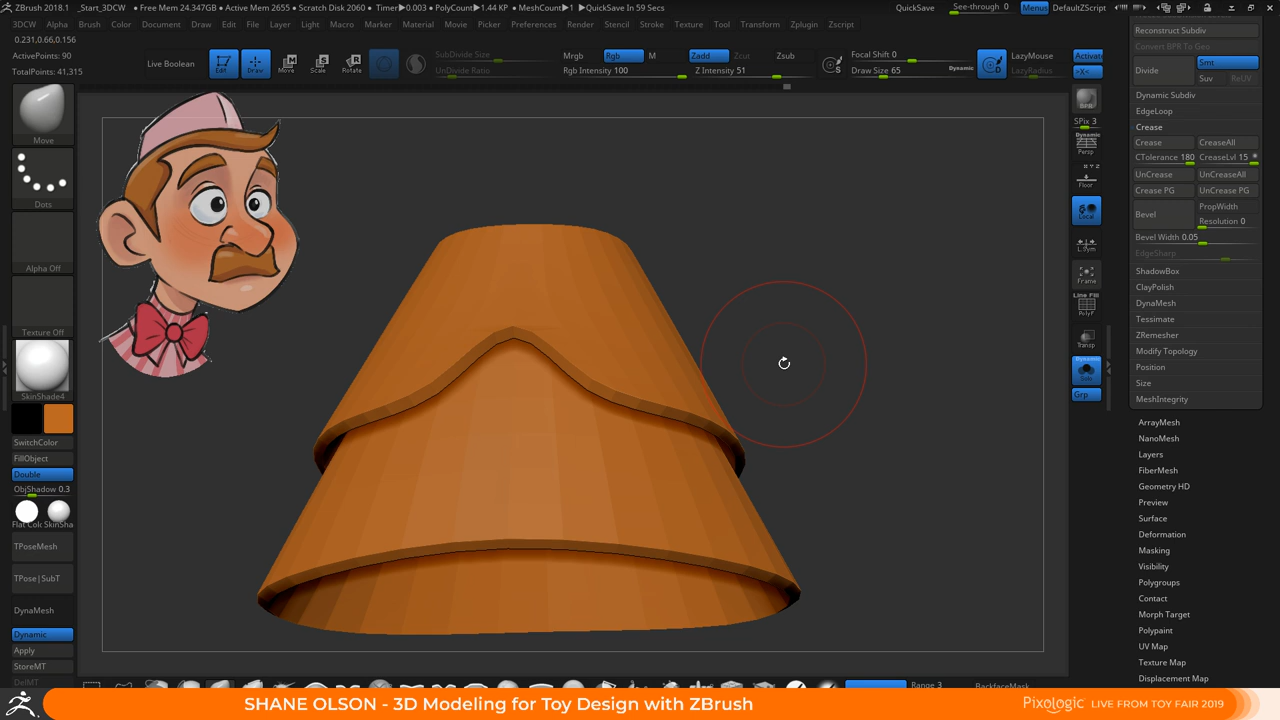 ZBrush 2018.1 _Start_3DCW • Free Mem 24.347GB • Active Mem 2655 • Scratch Disk 2060 • Timer▶0.003 • PolyCount▶1.44 KP • MeshCount▶1 ▶QuickSave In 59 Secs QuickSave See-through 0 Menus DefaultZScript
3DCW Alpha Brush Color Document Draw Edit File Layer Light Macro Marker Material Movie Picker Preferences Render Stencil Stroke Texture Tool Transform Zplugin Zscript
0.231,0.66,0.156
ActivePoints: 90
TotalPoints: 41,315
Live Boolean
Edit
Draw
Move
Scale
Rotate
SubDivide Size
UnDivide Ratio
Mrgb Rgb M
Rgb Intensity 100
Zadd Zcut Zsub
Z Intensity 51
Focal Shift 0
Draw Size 65 Dynamic
LazyMouse
LazyRadius
Activat
>X<
Move
Dots
Alpha Off
Texture Off
SkinShade4
SwitchColor
FillObject
Double
ObjShadow 0.3
Flat Colc SkinSha
TPoseMesh
TPose|SubT
DynaMesh
Dynamic
Apply
StoreMT
DelMT
BPR
SPix 3
Dynamic
Persp
X Y Z
Floor
Local
L.Sym
Frame
Line Fill
PolyF
Transp
Dynamic
Solo
Grp
Reconstruct Subdiv
Convert BPR To Geo
Divide
Smt
Suv ReUV
Dynamic Subdiv
EdgeLoop
Crease
Crease CreaseAll
CTolerance 180 CreaseLvl 15
UnCrease UnCreaseAll
Crease PG UnCrease PG
Bevel
PropWidth
Resolution 0
Bevel Width 0.05
EdgeSharp
ShadowBox
ClayPolish
DynaMesh
Tessimate
ZRemesher
Modify Topology
Position
Size
MeshIntegrity
ArrayMesh
NanoMesh
Layers
FiberMesh
Geometry HD
Preview
Surface
Deformation
Masking
Visibility
Polygroups
Contact
Morph Target
Polypaint
UV Map
Texture Map
Displacement Map
Range 3
BackfaceMask
SHANE OLSON - 3D Modeling for Toy Design with ZBrush
PIXOLOGIC LIVE FROM TOY FAIR 2019